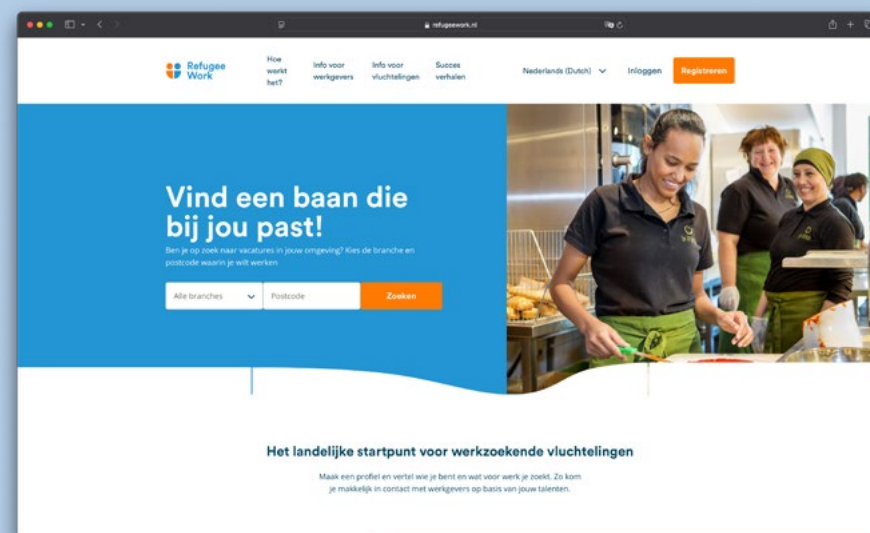 refugeework.nl
Refugee
Work
Hoe
werkt
het?
Info voor
werkgevers
Info voor
vluchtelingen
Succes
verhalen
Nederlands (Dutch)
Inloggen
Registreren
Vind een baan die
bij jou past!
Ben je op zoek naar vacatures in jouw omgeving? Kies de branche en
postcode waarin je wilt werken
Alle branches
Postcode
Zoeken
Het landelijke startpunt voor werkzoekende vluchtelingen
Maak een profiel en vertel wie je bent en wat voor werk je zoekt. Zo kom
je makkelijk in contact met werkgevers op basis van jouw talenten.